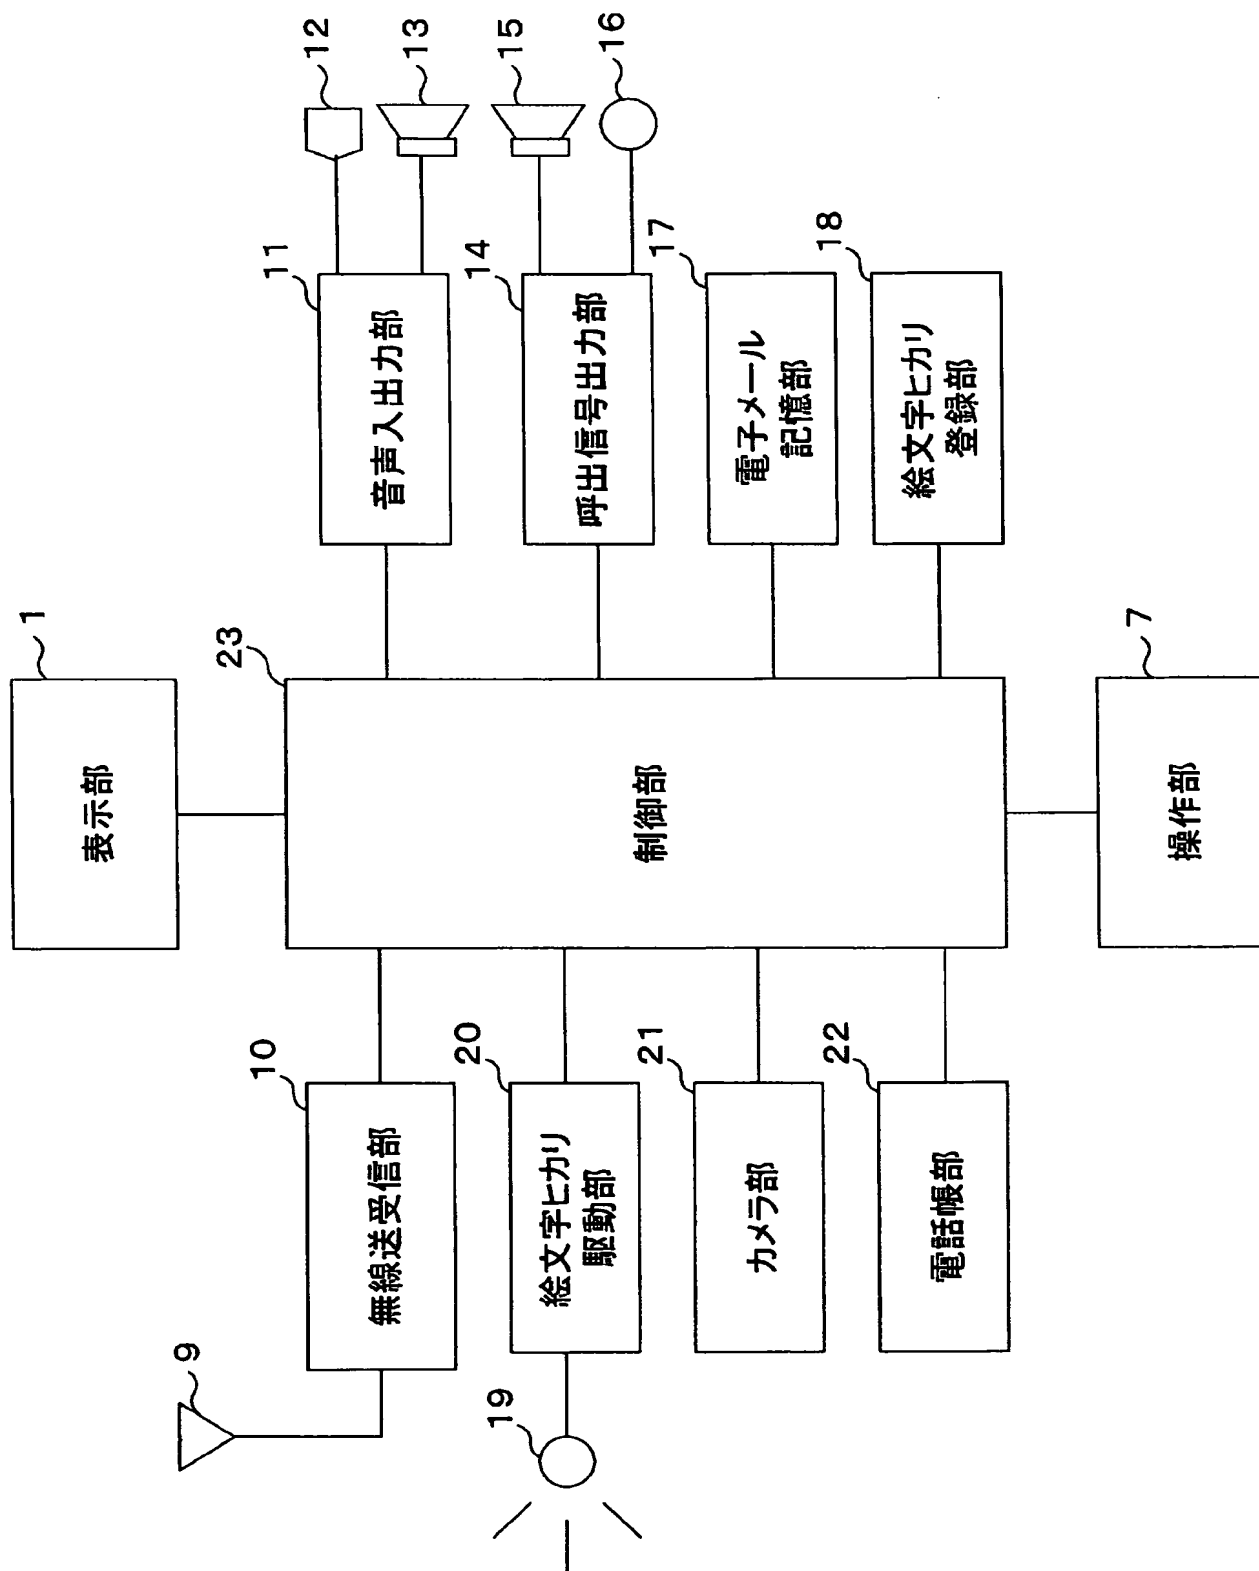 1
表示部
23
制御部
7
操作部
9
10
無線送受信部
19
20
絵文字ヒカリ
駆動部
21
カメラ部
22
電話帳部
11
音声入出力部
12
13
14
呼出信号出力部
15
16
17
電子メール
記憶部
18
絵文字ヒカリ
登録部